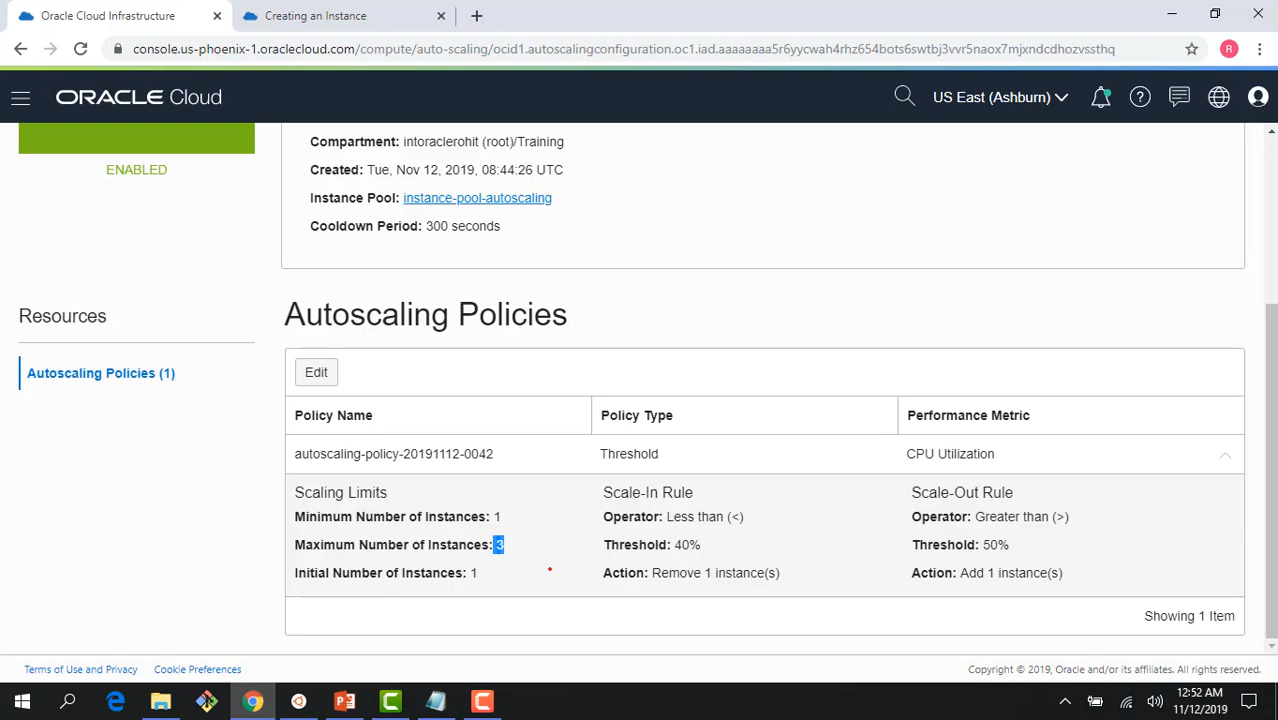 Oracle Cloud Infrastructure
Creating an Instance
console.us-phoenix-1.oraclecloud.com/compute/auto-scaling/ocid1.autoscalingconfiguration.oc1.iad.aaaaaaaa5r6yycwah4rhz654bots6swtbj3vvr5naox7mjxndcdhozvssthq
R
ORACLE Cloud
US East (Ashburn)
ENABLED
Compartment: intoraclerohit (root)/Training
Created: Tue, Nov 12, 2019, 08:44:26 UTC
Instance Pool: instance-pool-autoscaling
Cooldown Period: 300 seconds
Resources
Autoscaling Policies (1)
Autoscaling Policies
Edit
Policy Name Policy Type Performance Metric
autoscaling-policy-20191112-0042 Threshold CPU Utilization
Scaling Limits Scale-In Rule Scale-Out Rule
Minimum Number of Instances: 1 Operator: Less than (<) Operator: Greater than (>)
Maximum Number of Instances: 3 Threshold: 40% Threshold: 50%
Initial Number of Instances: 1 Action: Remove 1 instance(s) Action: Add 1 instance(s)
Showing 1 Item
Terms of Use and Privacy Cookie Preferences Copyright © 2019, Oracle and/or its affiliates. All rights reserved.
12:52 AM
11/12/2019